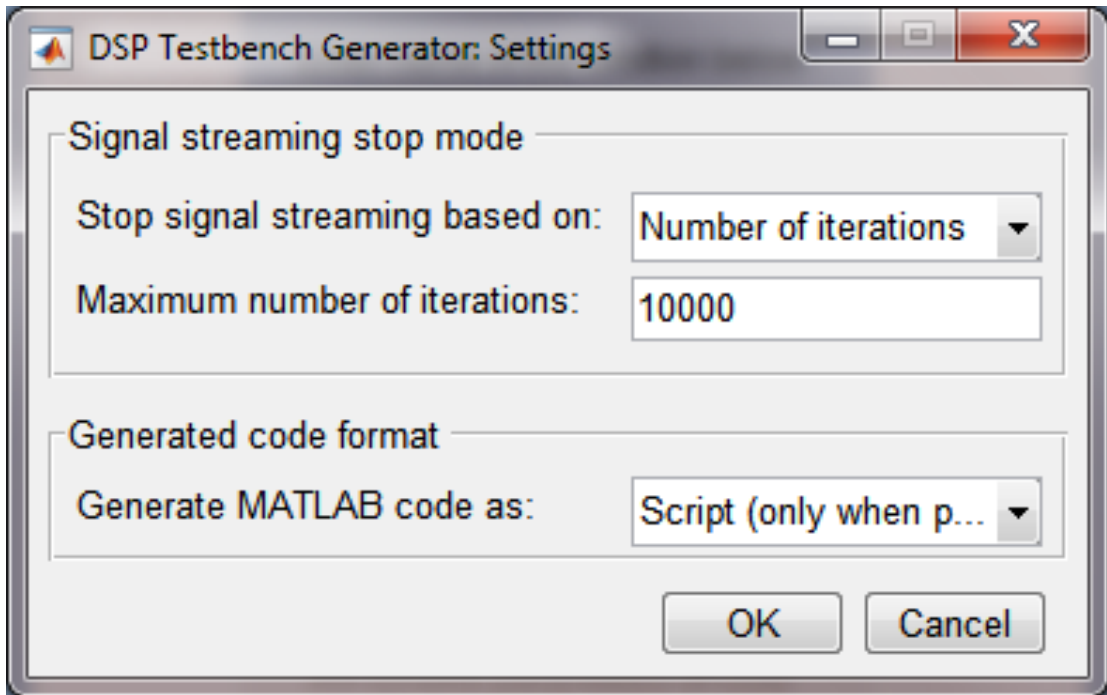 DSP Testbench Generator: Settings
Signal streaming stop mode
Stop signal streaming based on:
Number of iterations
Maximum number of iterations:
10000
Generated code format
Generate MATLAB code as:
Script (only when p...
OK
Cancel